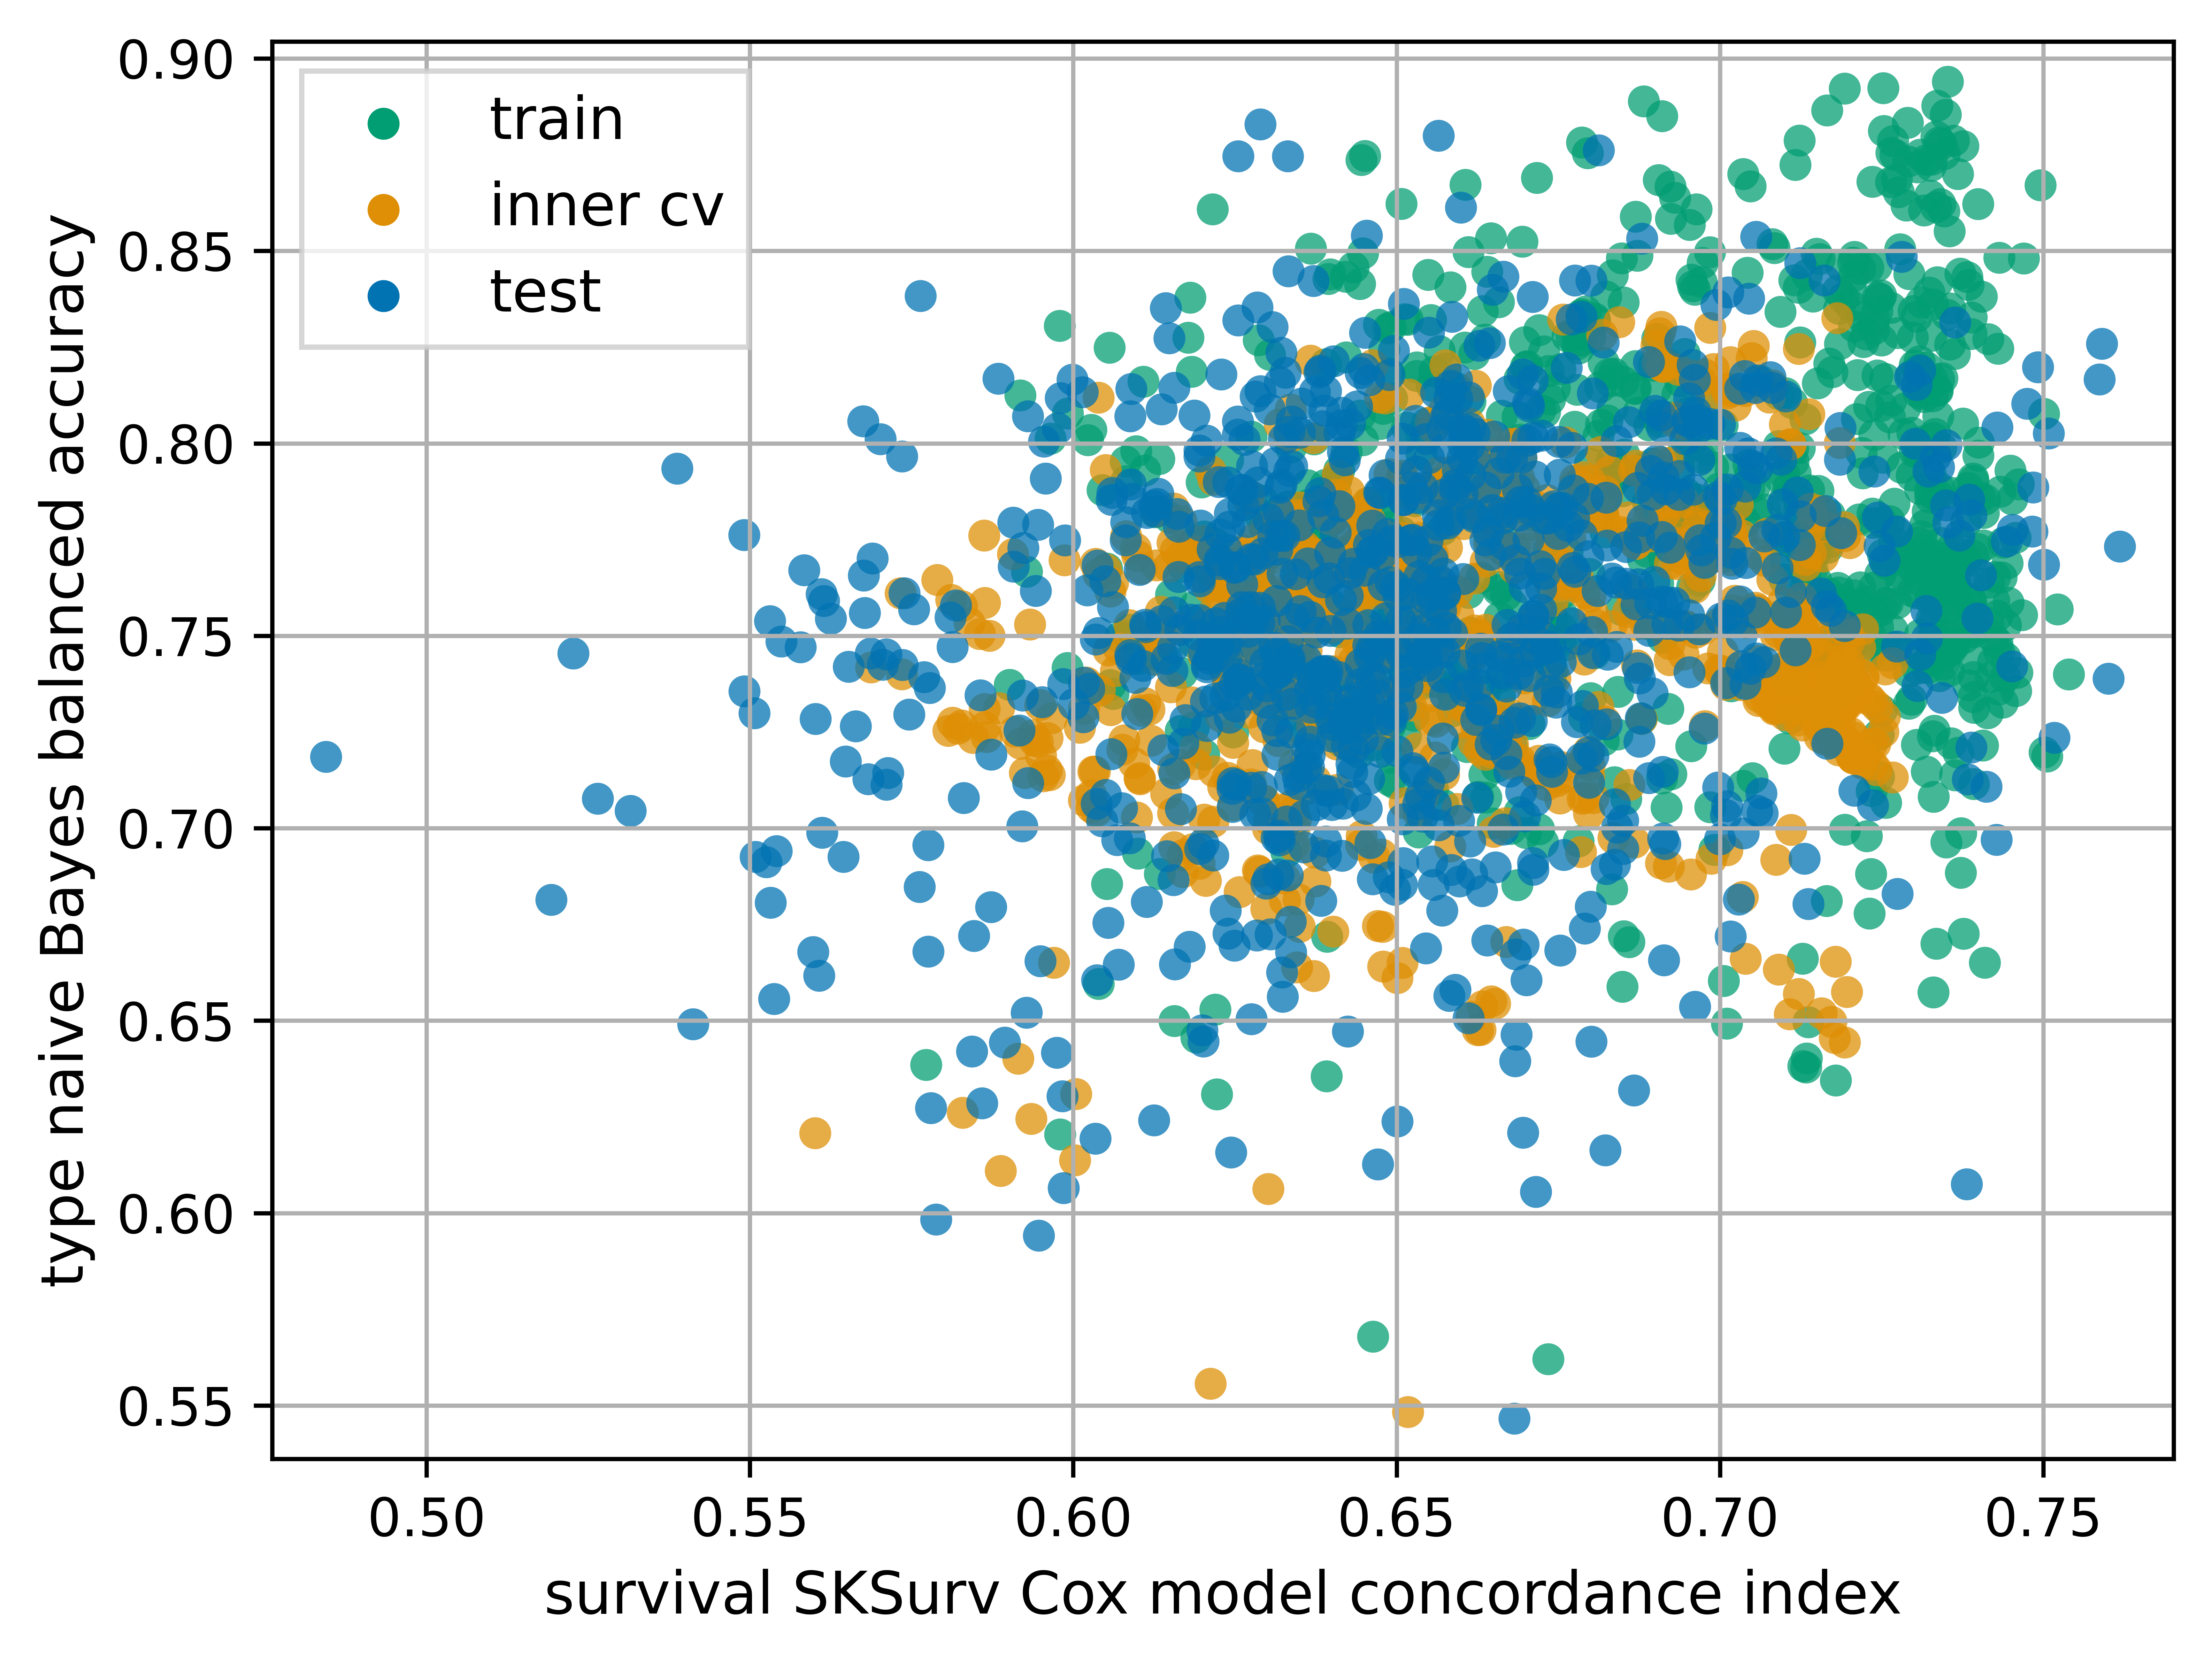 0.90
0.85
0.80
0.75
0.70
0.65
0.60
0.55
type naive Bayes balanced accuracy
train
inner cv
test
0.50 0.55 0.60 0.65 0.70 0.75
survival SKSurv Cox model concordance index